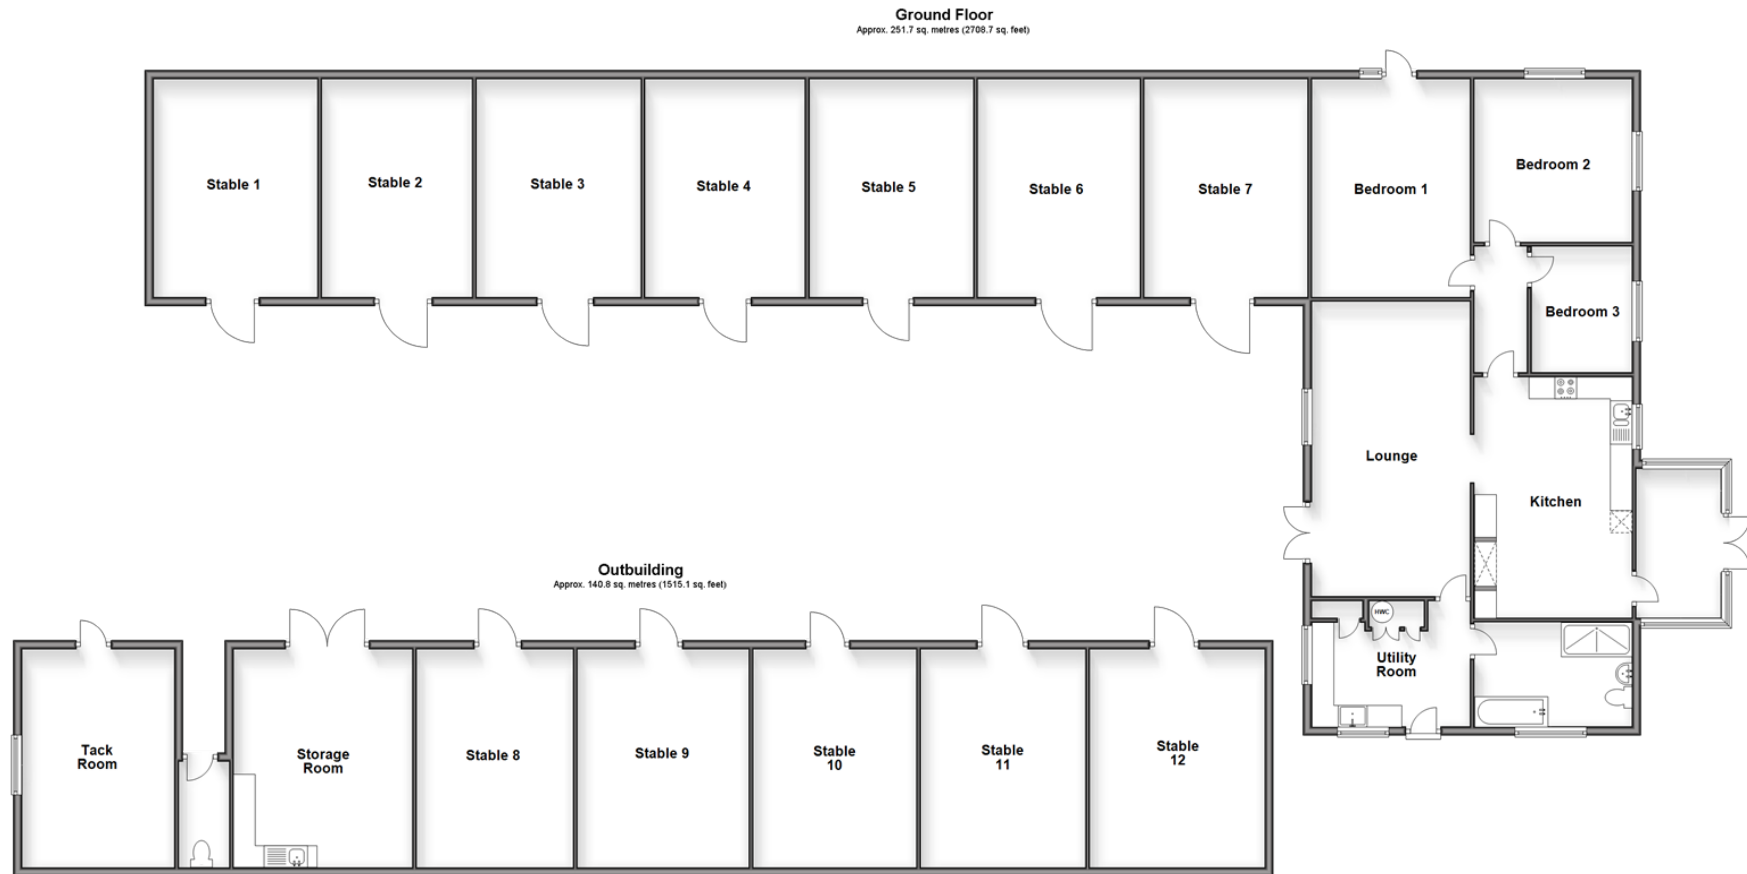 Ground Floor
Approx. 251.7 sq. metres (2708.7 sq. feet)
Stable 1
Stable 2
Stable 3
Stable 4
Stable 5
Stable 6
Stable 7
Bedroom 1
Bedroom 2
Bedroom 3
Lounge
Kitchen
Outbuilding
Approx. 140.8 sq. metres (1515.1 sq. feet)
HWC
Utility
Room
Tack
Room
Storage
Room
Stable 8
Stable 9
Stable
10
Stable
11
Stable
12